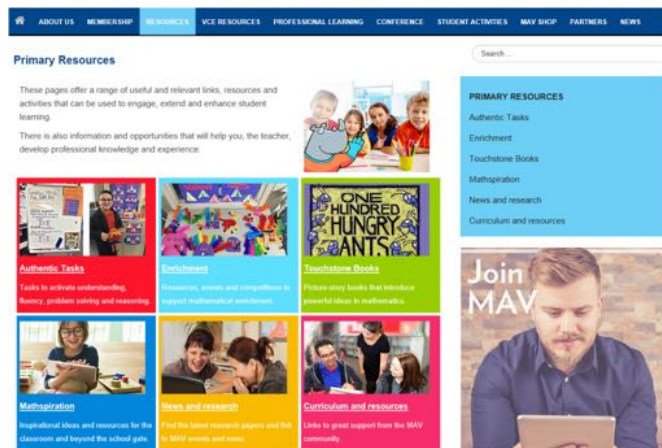 ABOUT US MEMBERSHIP RESOURCES VCE RESOURCES PROFESSIONAL LEARNING CONFERENCE STUDENT ACTIVITIES MAV SHOP PARTNERS NEWS
Search ...
Primary Resources
These pages offer a range of useful and relevant links, resources and
activities that can be used to engage, extend and enhance student
learning.
There is also information and opportunities that will help you, the teacher,
develop professional knowledge and experience.
ONE
HUNDRED
HUNGRY
ANTS
Authentic Tasks
Tasks to activate understanding,
fluency, problem solving and reasoning.
Enrichment
Resources, events and competitions to
support mathematical enrichment.
Touchstone Books
Picture story books that introduce
powerful ideas in mathematics.
Mathspiration
Inspirational ideas and resources for the
classroom and beyond the school gate.
News and research
Find the latest research papers and link
to MAV events and news
Curriculum and resources
Links to great support from the MAV
community.
PRIMARY RESOURCES
Authentic Tasks
Enrichment
Touchstone Books
Mathspiration
News and research
Curriculum and resources
Join
MAV